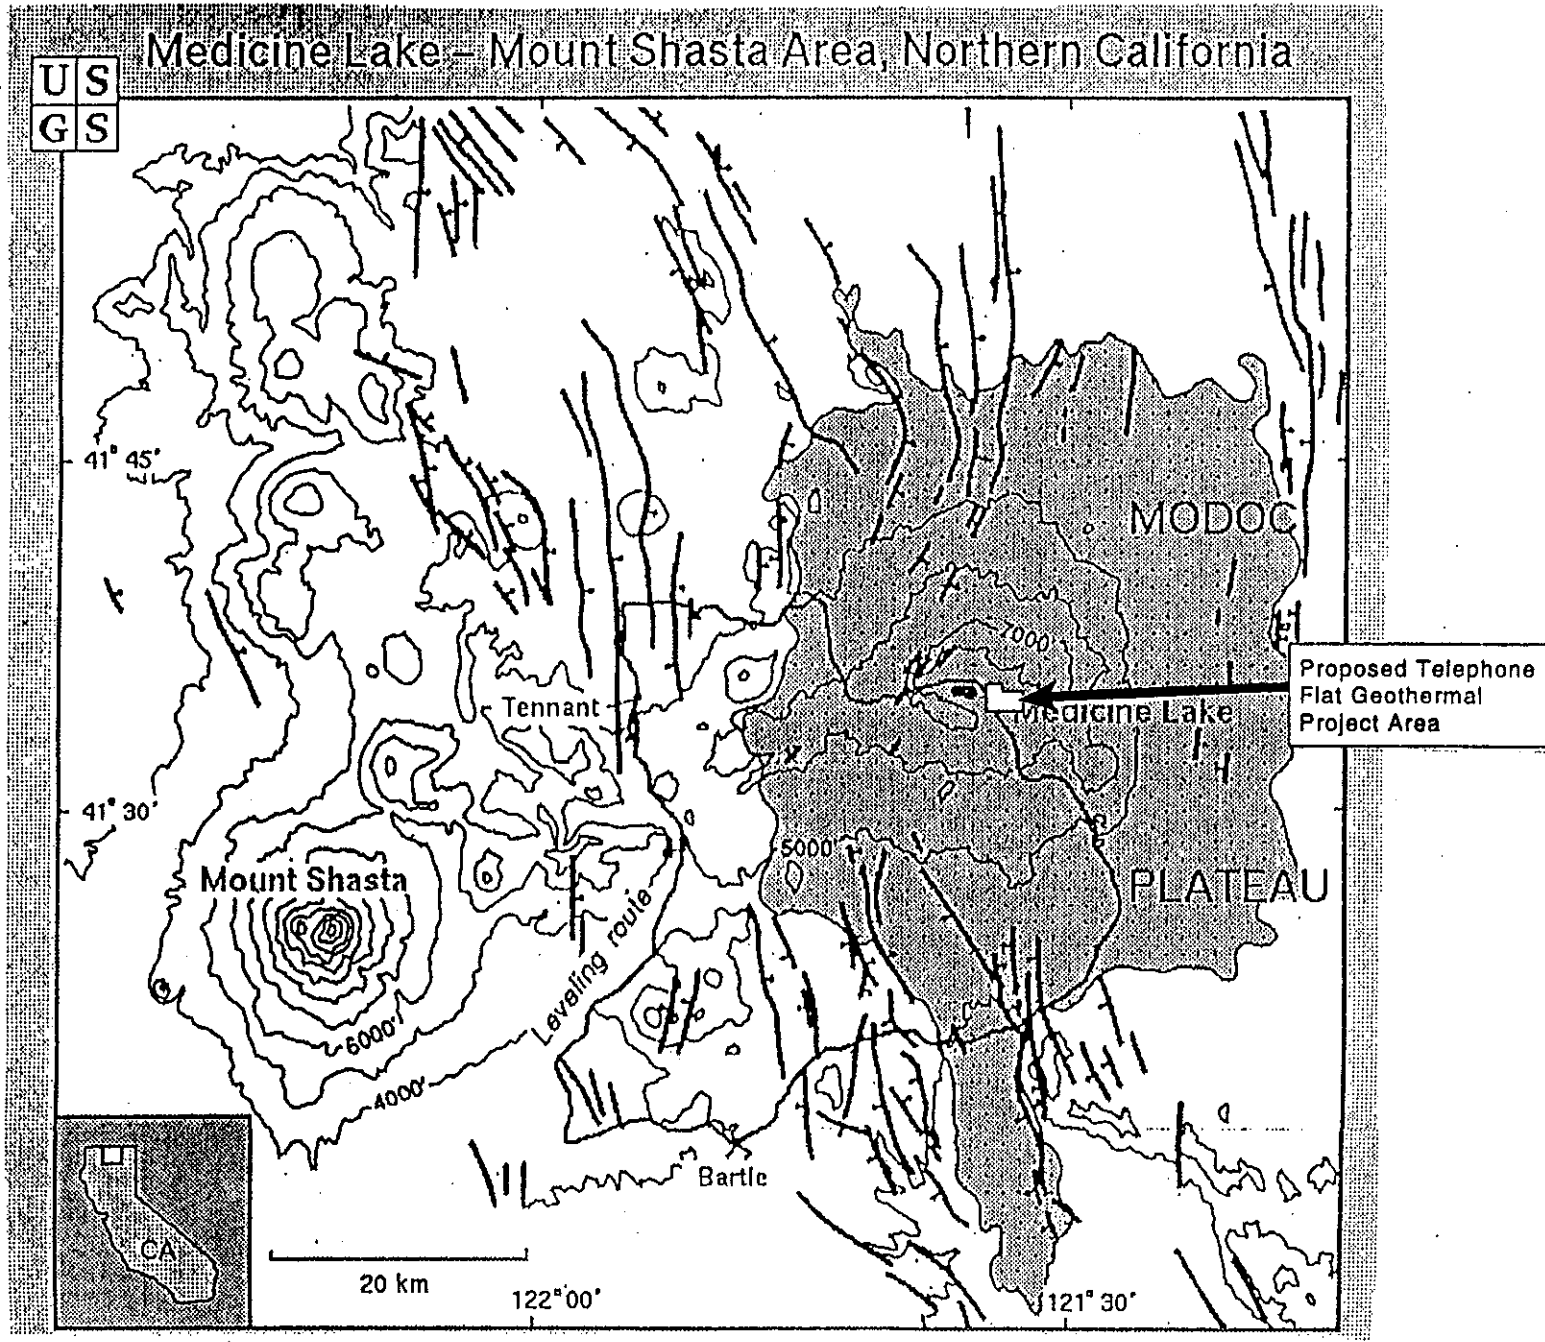 Medicine Lake – Mount Shasta Area, Northern California
US
GS
41° 45'
MODOC
7000'
Proposed Telephone
Flat Geothermal
Project Area
Tennant
Medicine Lake
41° 30'
5000'
Mount Shasta
PLATEAU
Leveling route
6000'
4000'
Bartle
CA
20 km
122° 00'
121° 30'